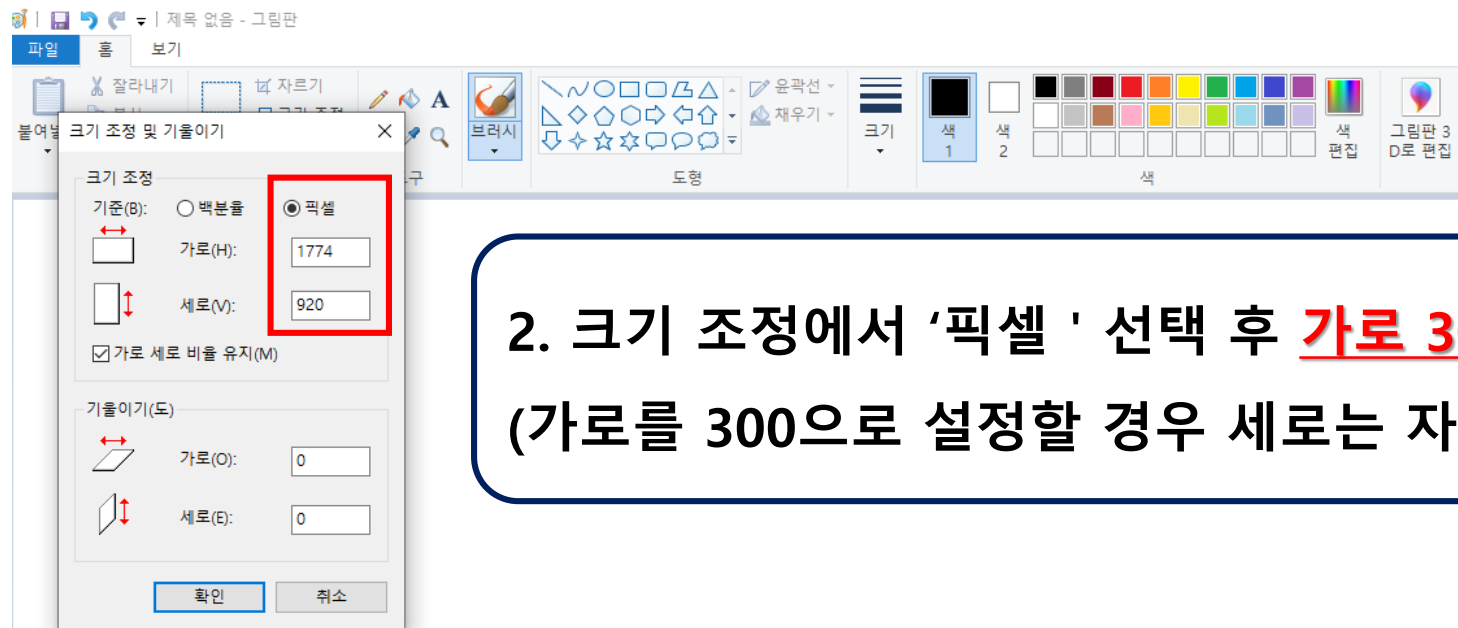 제목 없음 - 그림판
파일 홈 보기
잘라내기 자르기
윤곽선
채우기
브러시 크기 색 1 색 2 색 편집 그림판 3 D로 편집
도형 색
크기 조정 및 기울이기
크기 조정
기준(B): 백분율 픽셀
가로(H): 1774
세로(V): 920
가로 세로 비율 유지(M)
기울이기(도)
가로(O): 0
세로(E): 0
확인 취소
2. 크기 조정에서 ‘픽셀 ' 선택 후 가로
(가로를 300으로 설정할 경우 세로는